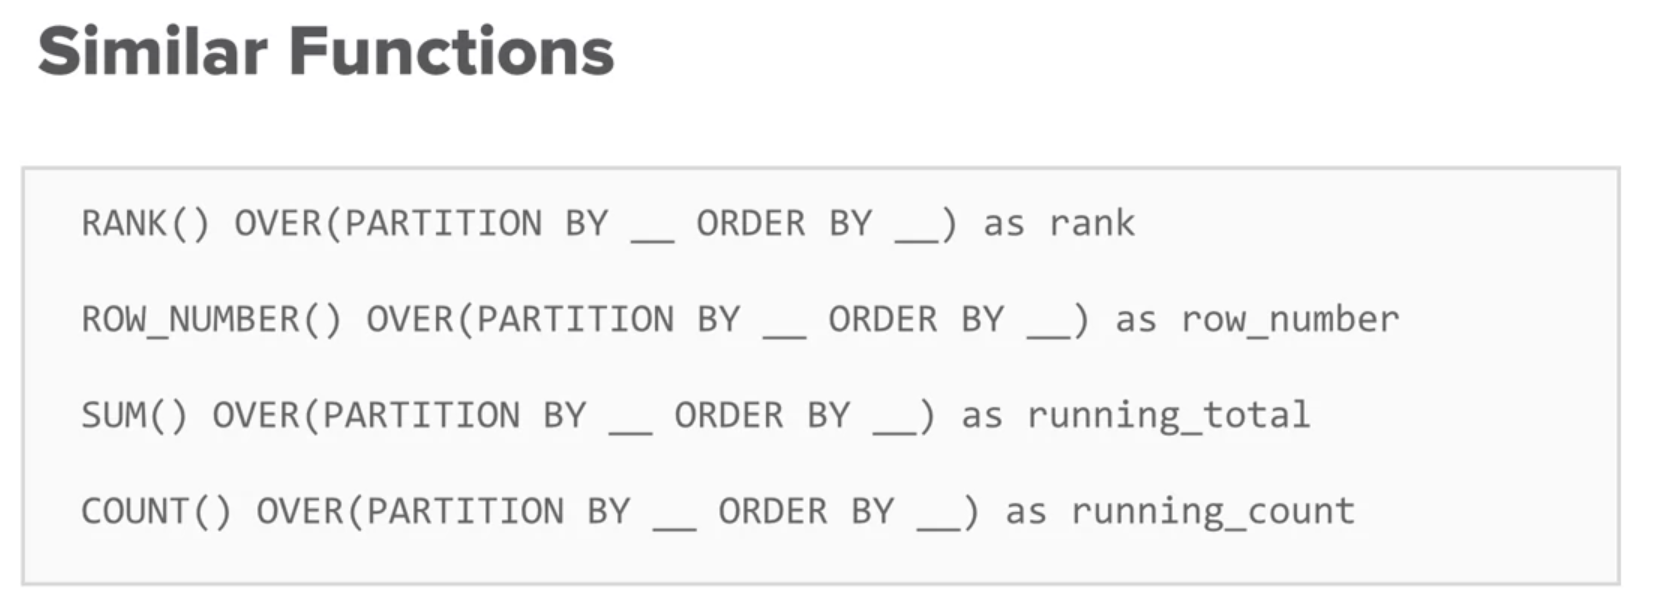 Similar Functions
RANK() OVER(PARTITION BY __ ORDER BY __) as rank
ROW_NUMBER() OVER(PARTITION BY __ ORDER BY __) as row_number
SUM() OVER(PARTITION BY __ ORDER BY __) as running_total
COUNT() OVER(PARTITION BY __ ORDER BY __) as running_count